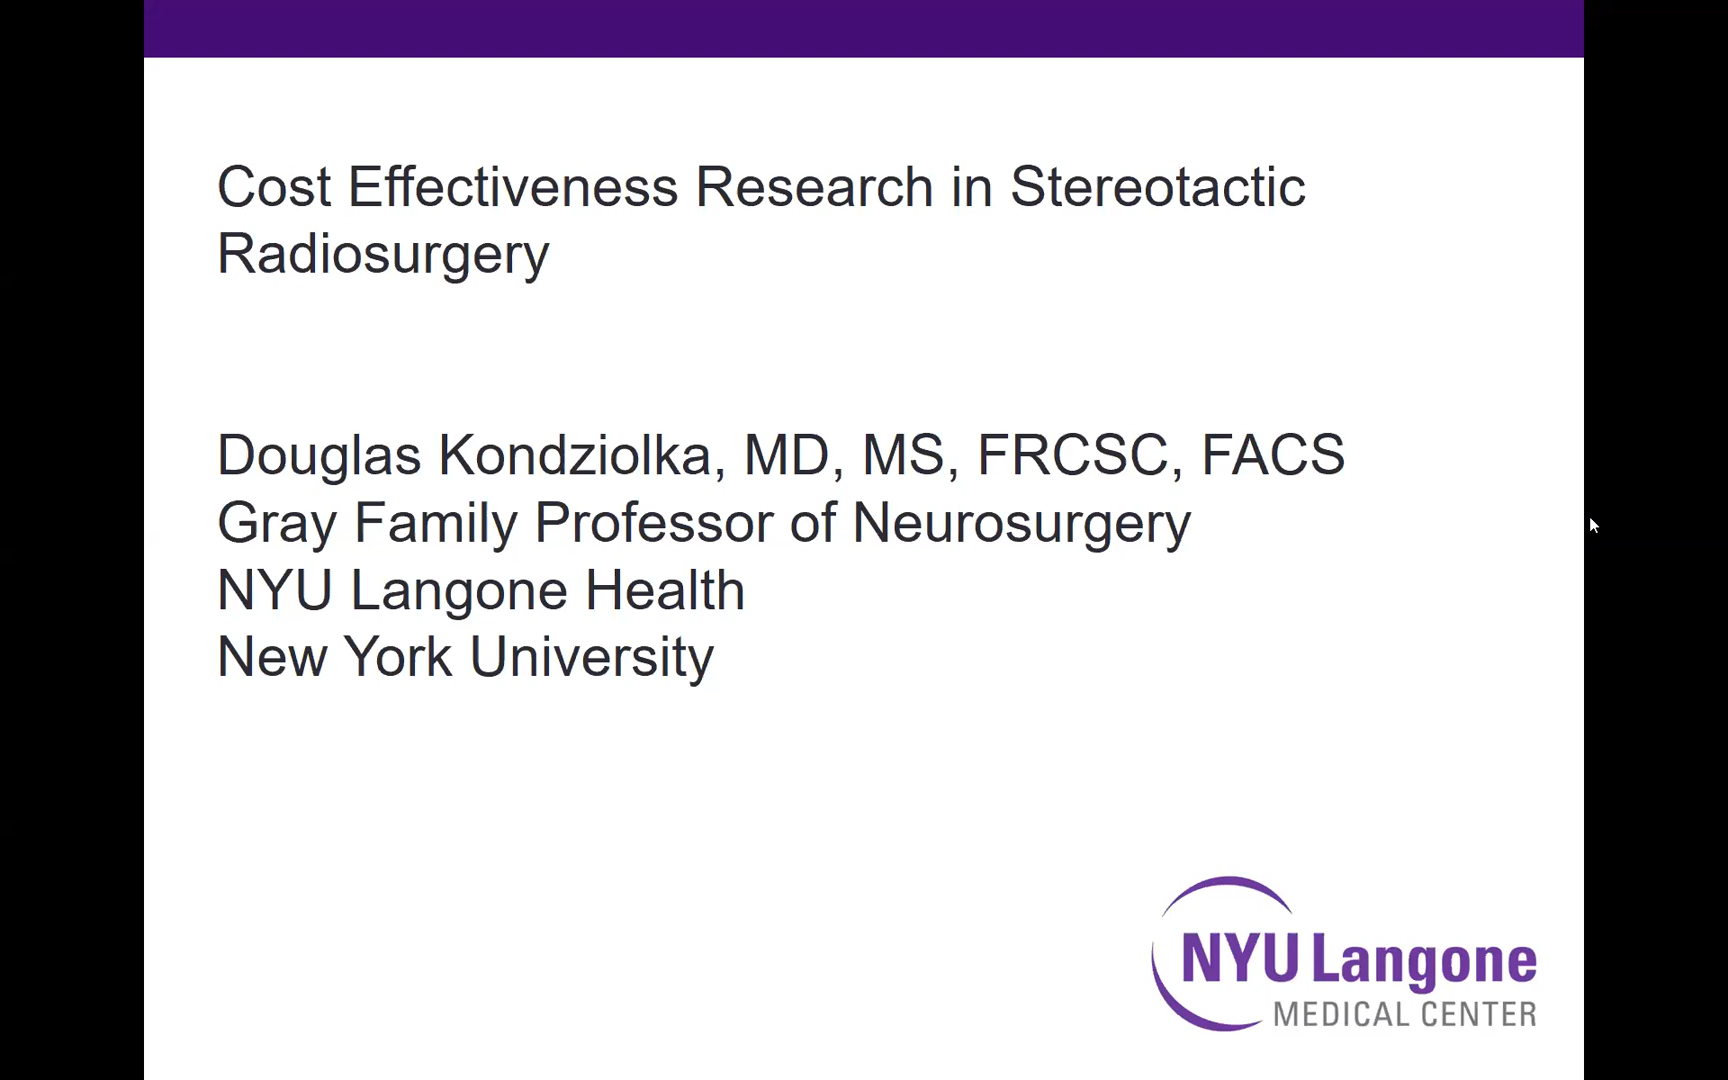 Cost Effectiveness Research in Stereotactic
Radiosurgery
Douglas Kondziolka, MD, MS, FRCSC, FACS
Gray Family Professor of Neurosurgery
NYU Langone Health
New York University
NYU Langone
MEDICAL CENTER